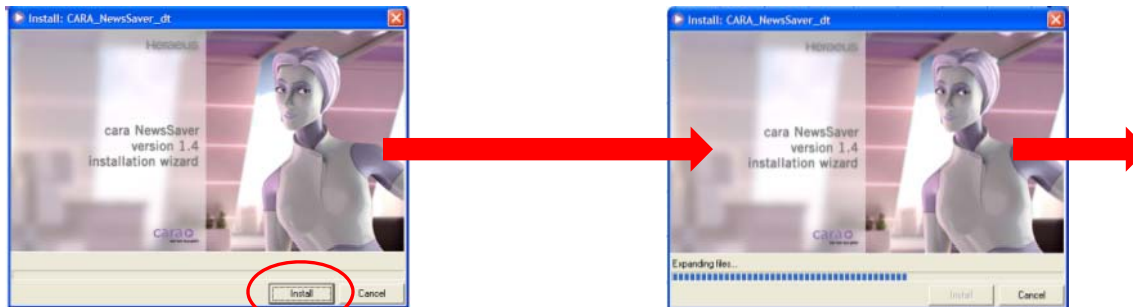 Install: CARA_NewsSaver_dt
Heraeus
cara NewsSaver
version 1.4
installation wizard
cara
Install
Cancel
Install: CARA_NewsSaver_dt
Heraeus
cara NewsSaver
version 1.4
installation wizard
cara
Expanding files...
Install
Cancel